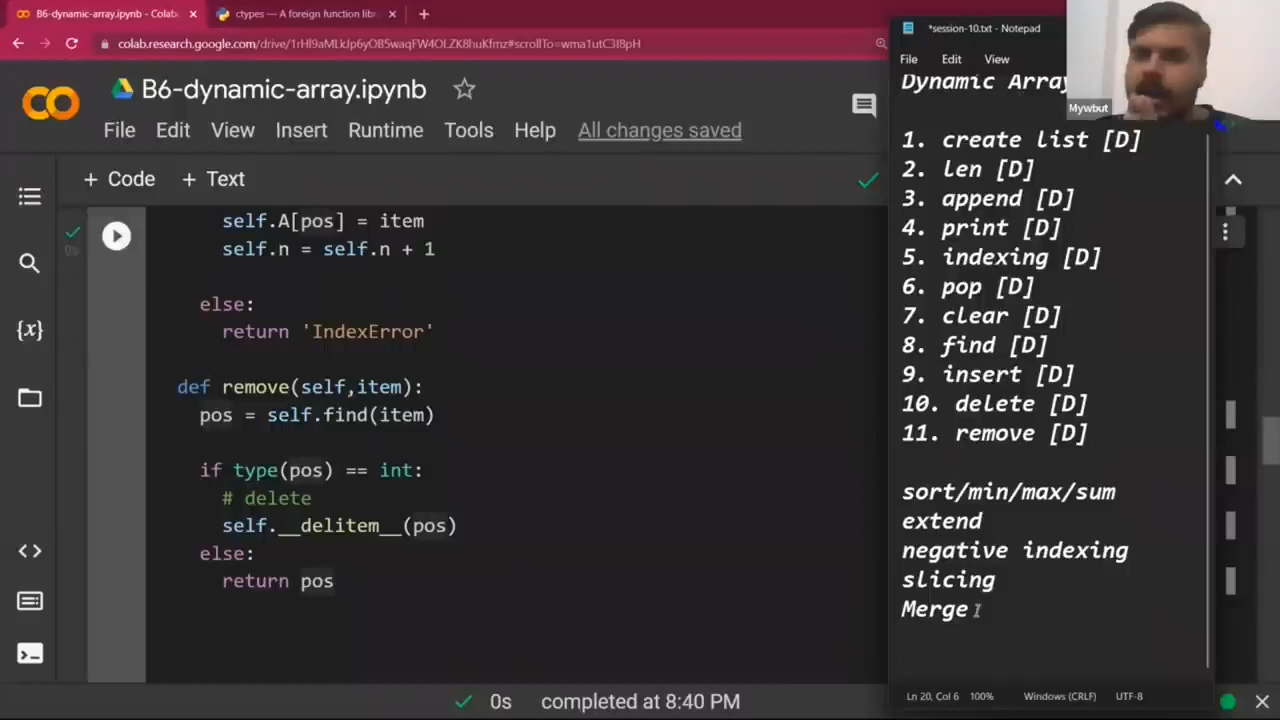 B6-dynamic-array.ipynb - Colab
ctypes — A foreign function libr
colab.research.google.com/drive/1rHl9aMLkJp6yOB5waqFW4OLZK8huKfmz#scrollTo=wma1utC3I8pH
B6-dynamic-array.ipynb
File Edit View Insert Runtime Tools Help All changes saved
+ Code + Text
0s
self.A[pos] = item
self.n = self.n + 1
else:
return 'IndexError'
def remove(self,item):
pos = self.find(item)
if type(pos) == int:
# delete
self.__delitem__(pos)
else:
return pos
{x}
0s completed at 8:40 PM
*session-10.txt - Notepad
File Edit View
Mywbut
Dynamic Array
1. create list [D]
2. len [D]
3. append [D]
4. print [D]
5. indexing [D]
6. pop [D]
7. clear [D]
8. find [D]
9. insert [D]
10. delete [D]
11. remove [D]
sort/min/max/sum
extend
negative indexing
slicing
Merge
Ln 20, Col 6 100% Windows (CRLF) UTF-8